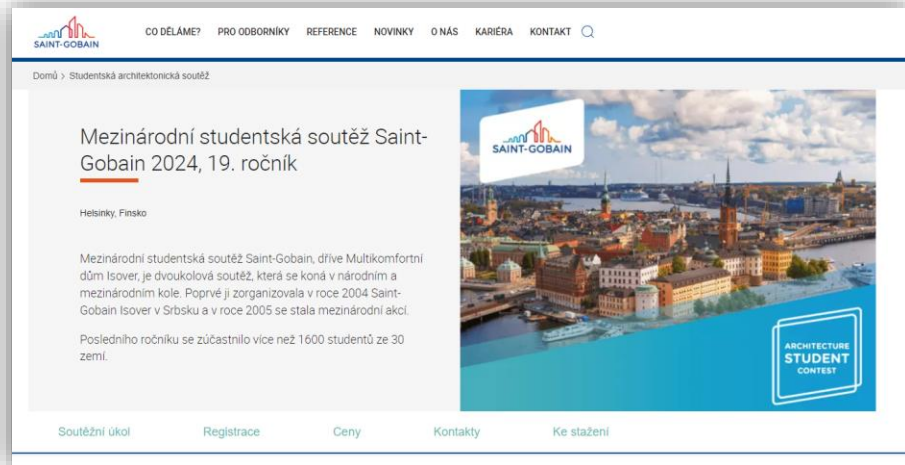 SAINT-GOBAIN
CO DĚLÁME? PRO ODBORNÍKY REFERENCE NOVINKY O NÁS KARIÉRA KONTAKT
Domů > Studentská architektonická soutěž
Mezinárodní studentská soutěž Saint-
Gobain 2024, 19. ročník
Helsinky, Finsko
Mezinárodní studentská soutěž Saint-Gobain, dříve Multikomfortní
dům Isover, je dvoukolová soutěž, která se koná v národním a
mezinárodním kole. Poprvé ji zorganizovala v roce 2004 Saint-
Gobain Isover v Srbsku a v roce 2005 se stala mezinárodní akcí.
Posledního ročníku se zúčastnilo více než 1600 studentů ze 30
zemí.
SAINT-GOBAIN
ARCHITECTURE
STUDENT
CONTEST
Soutěžní úkol Registrace Ceny Kontakty Ke stažení